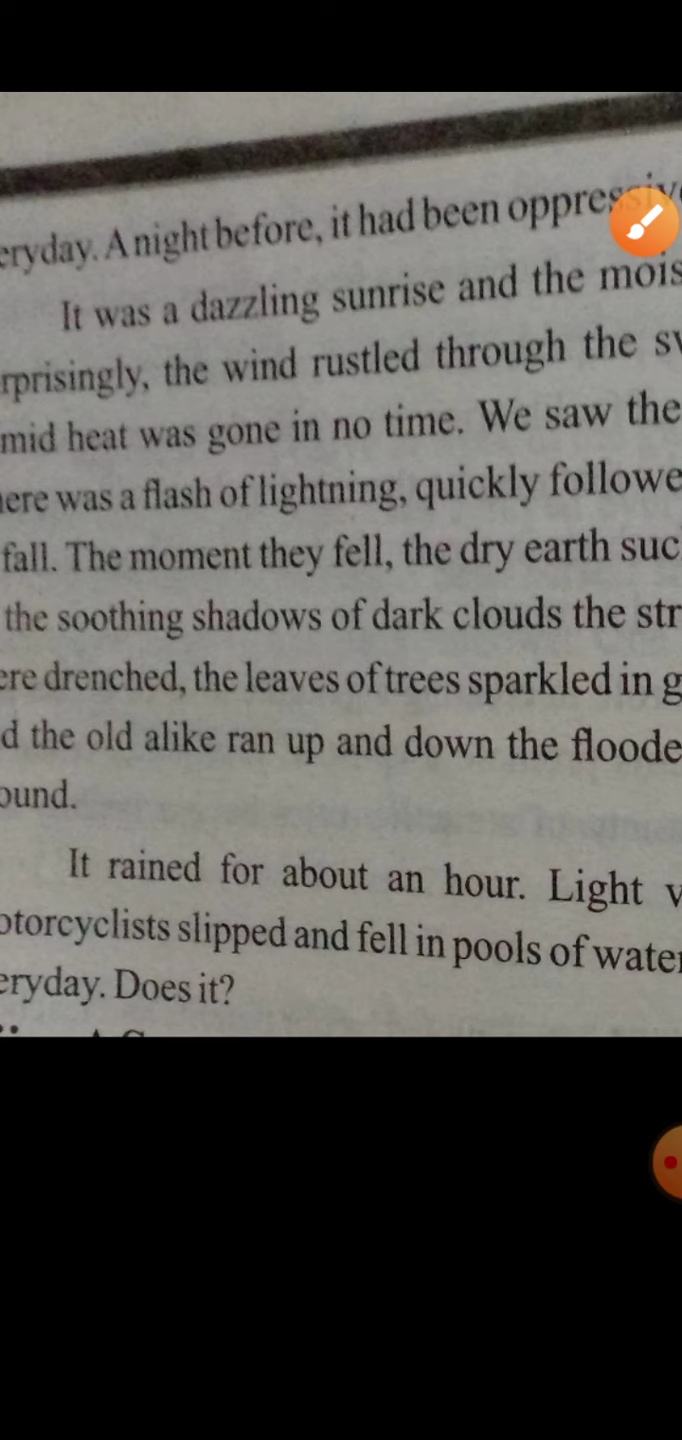 eryday. A night before, it had been oppressiv
It was a dazzling sunrise and the mois
rprisingly, the wind rustled through the sv
mid heat was gone in no time. We saw the
ere was a flash of lightning, quickly followe
fall. The moment they fell, the dry earth suc
the soothing shadows of dark clouds the str
ere drenched, the leaves of trees sparkled in g
d the old alike ran up and down the floode
ound.
It rained for about an hour. Light v
otorcyclists slipped and fell in pools of water
eryday. Does it?